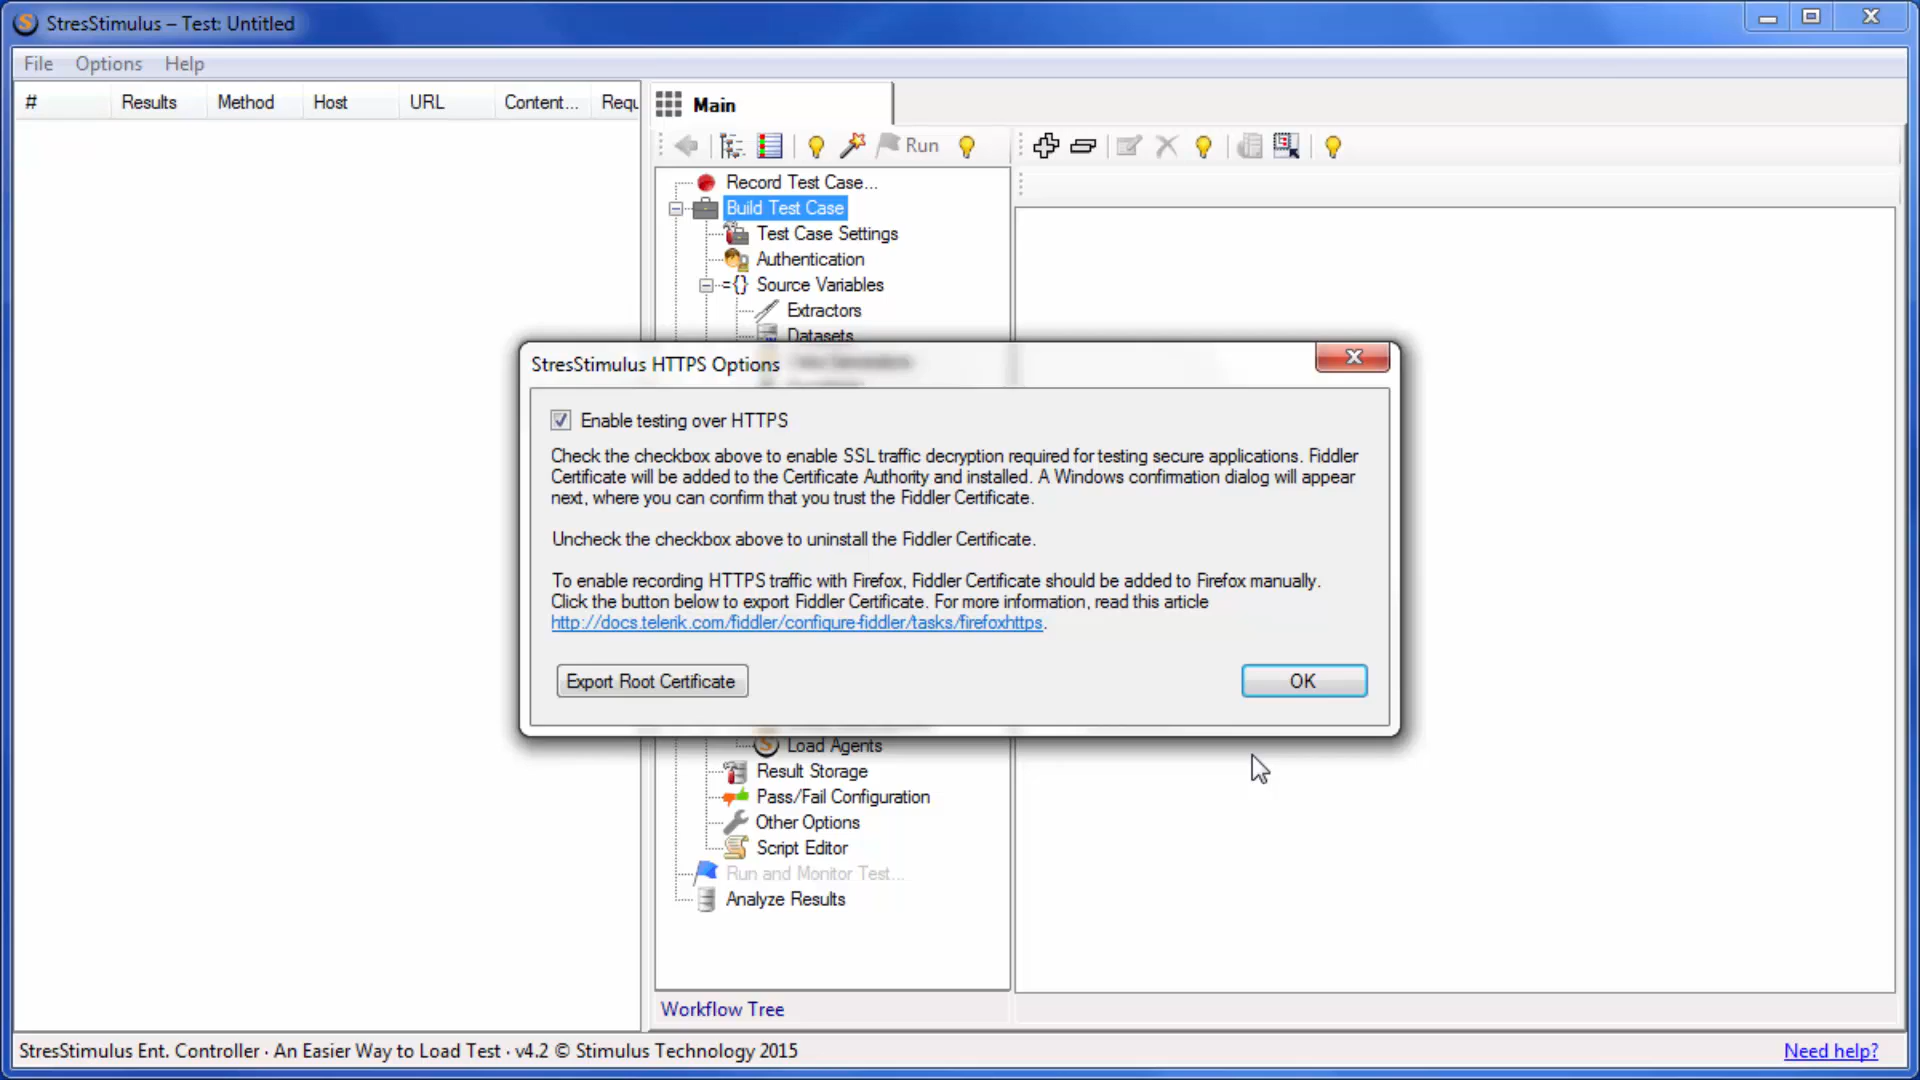 StresStimulus – Test: Untitled
File Options Help
# Results Method Host URL Content... Requ
Main
Run
Record Test Case...
Build Test Case
Test Case Settings
Authentication
={} Source Variables
Extractors
Datasets
StresStimulus HTTPS Options
Enable testing over HTTPS
Check the checkbox above to enable SSL traffic decryption required for testing secure applications. Fiddler
Certificate will be added to the Certificate Authority and installed. A Windows confirmation dialog will appear
next, where you can confirm that you trust the Fiddler Certificate.
Uncheck the checkbox above to uninstall the Fiddler Certificate.
To enable recording HTTPS traffic with Firefox, Fiddler Certificate should be added to Firefox manually.
Click the button below to export Fiddler Certificate. For more information, read this article
http://docs.telerik.com/fiddler/configure-fiddler/tasks/firefoxhttps.
Export Root Certificate
OK
Load Agents
Result Storage
Pass/Fail Configuration
Other Options
Script Editor
Run and Monitor Test...
Analyze Results
Workflow Tree
StresStimulus Ent. Controller · An Easier Way to Load Test · v4.2 © Stimulus Technology 2015
Need help?